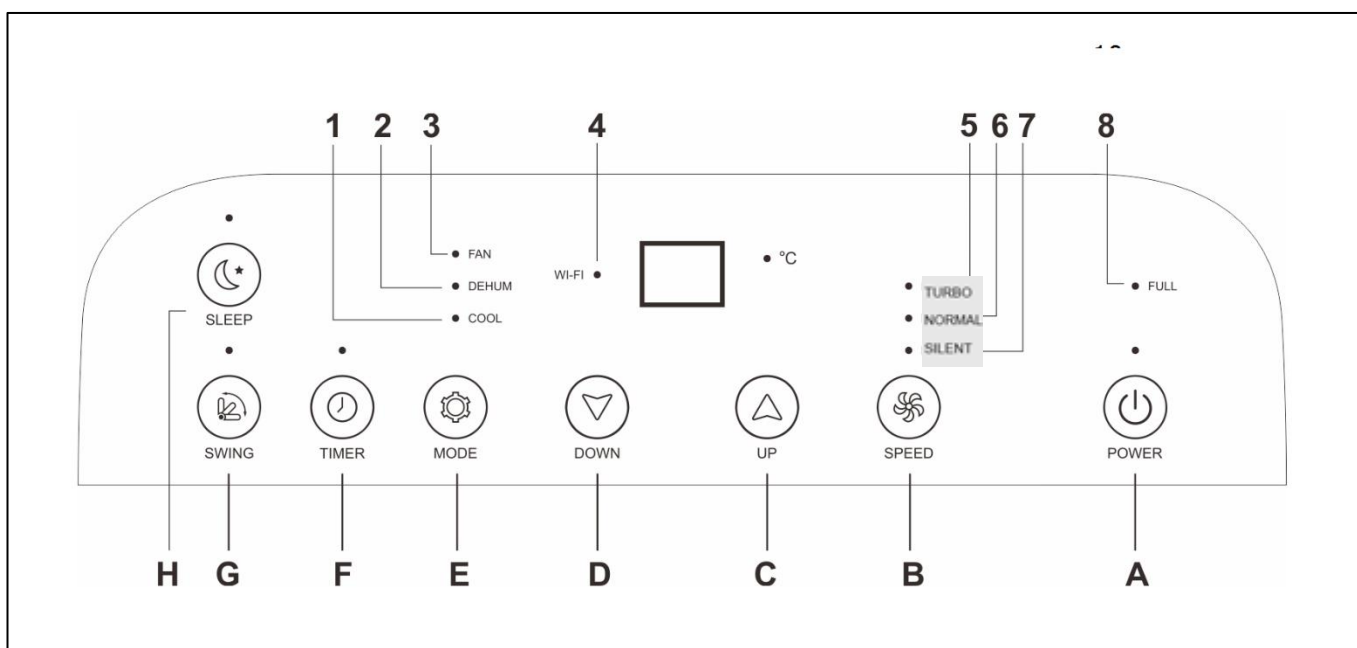 1 2 3 4 5 6 7 8
FAN
WI-FI °C
DEHUM TURBO FULL
SLEEP COOL NORMAL
SILENT
SWING TIMER MODE DOWN UP SPEED POWER
H G F E D C B A